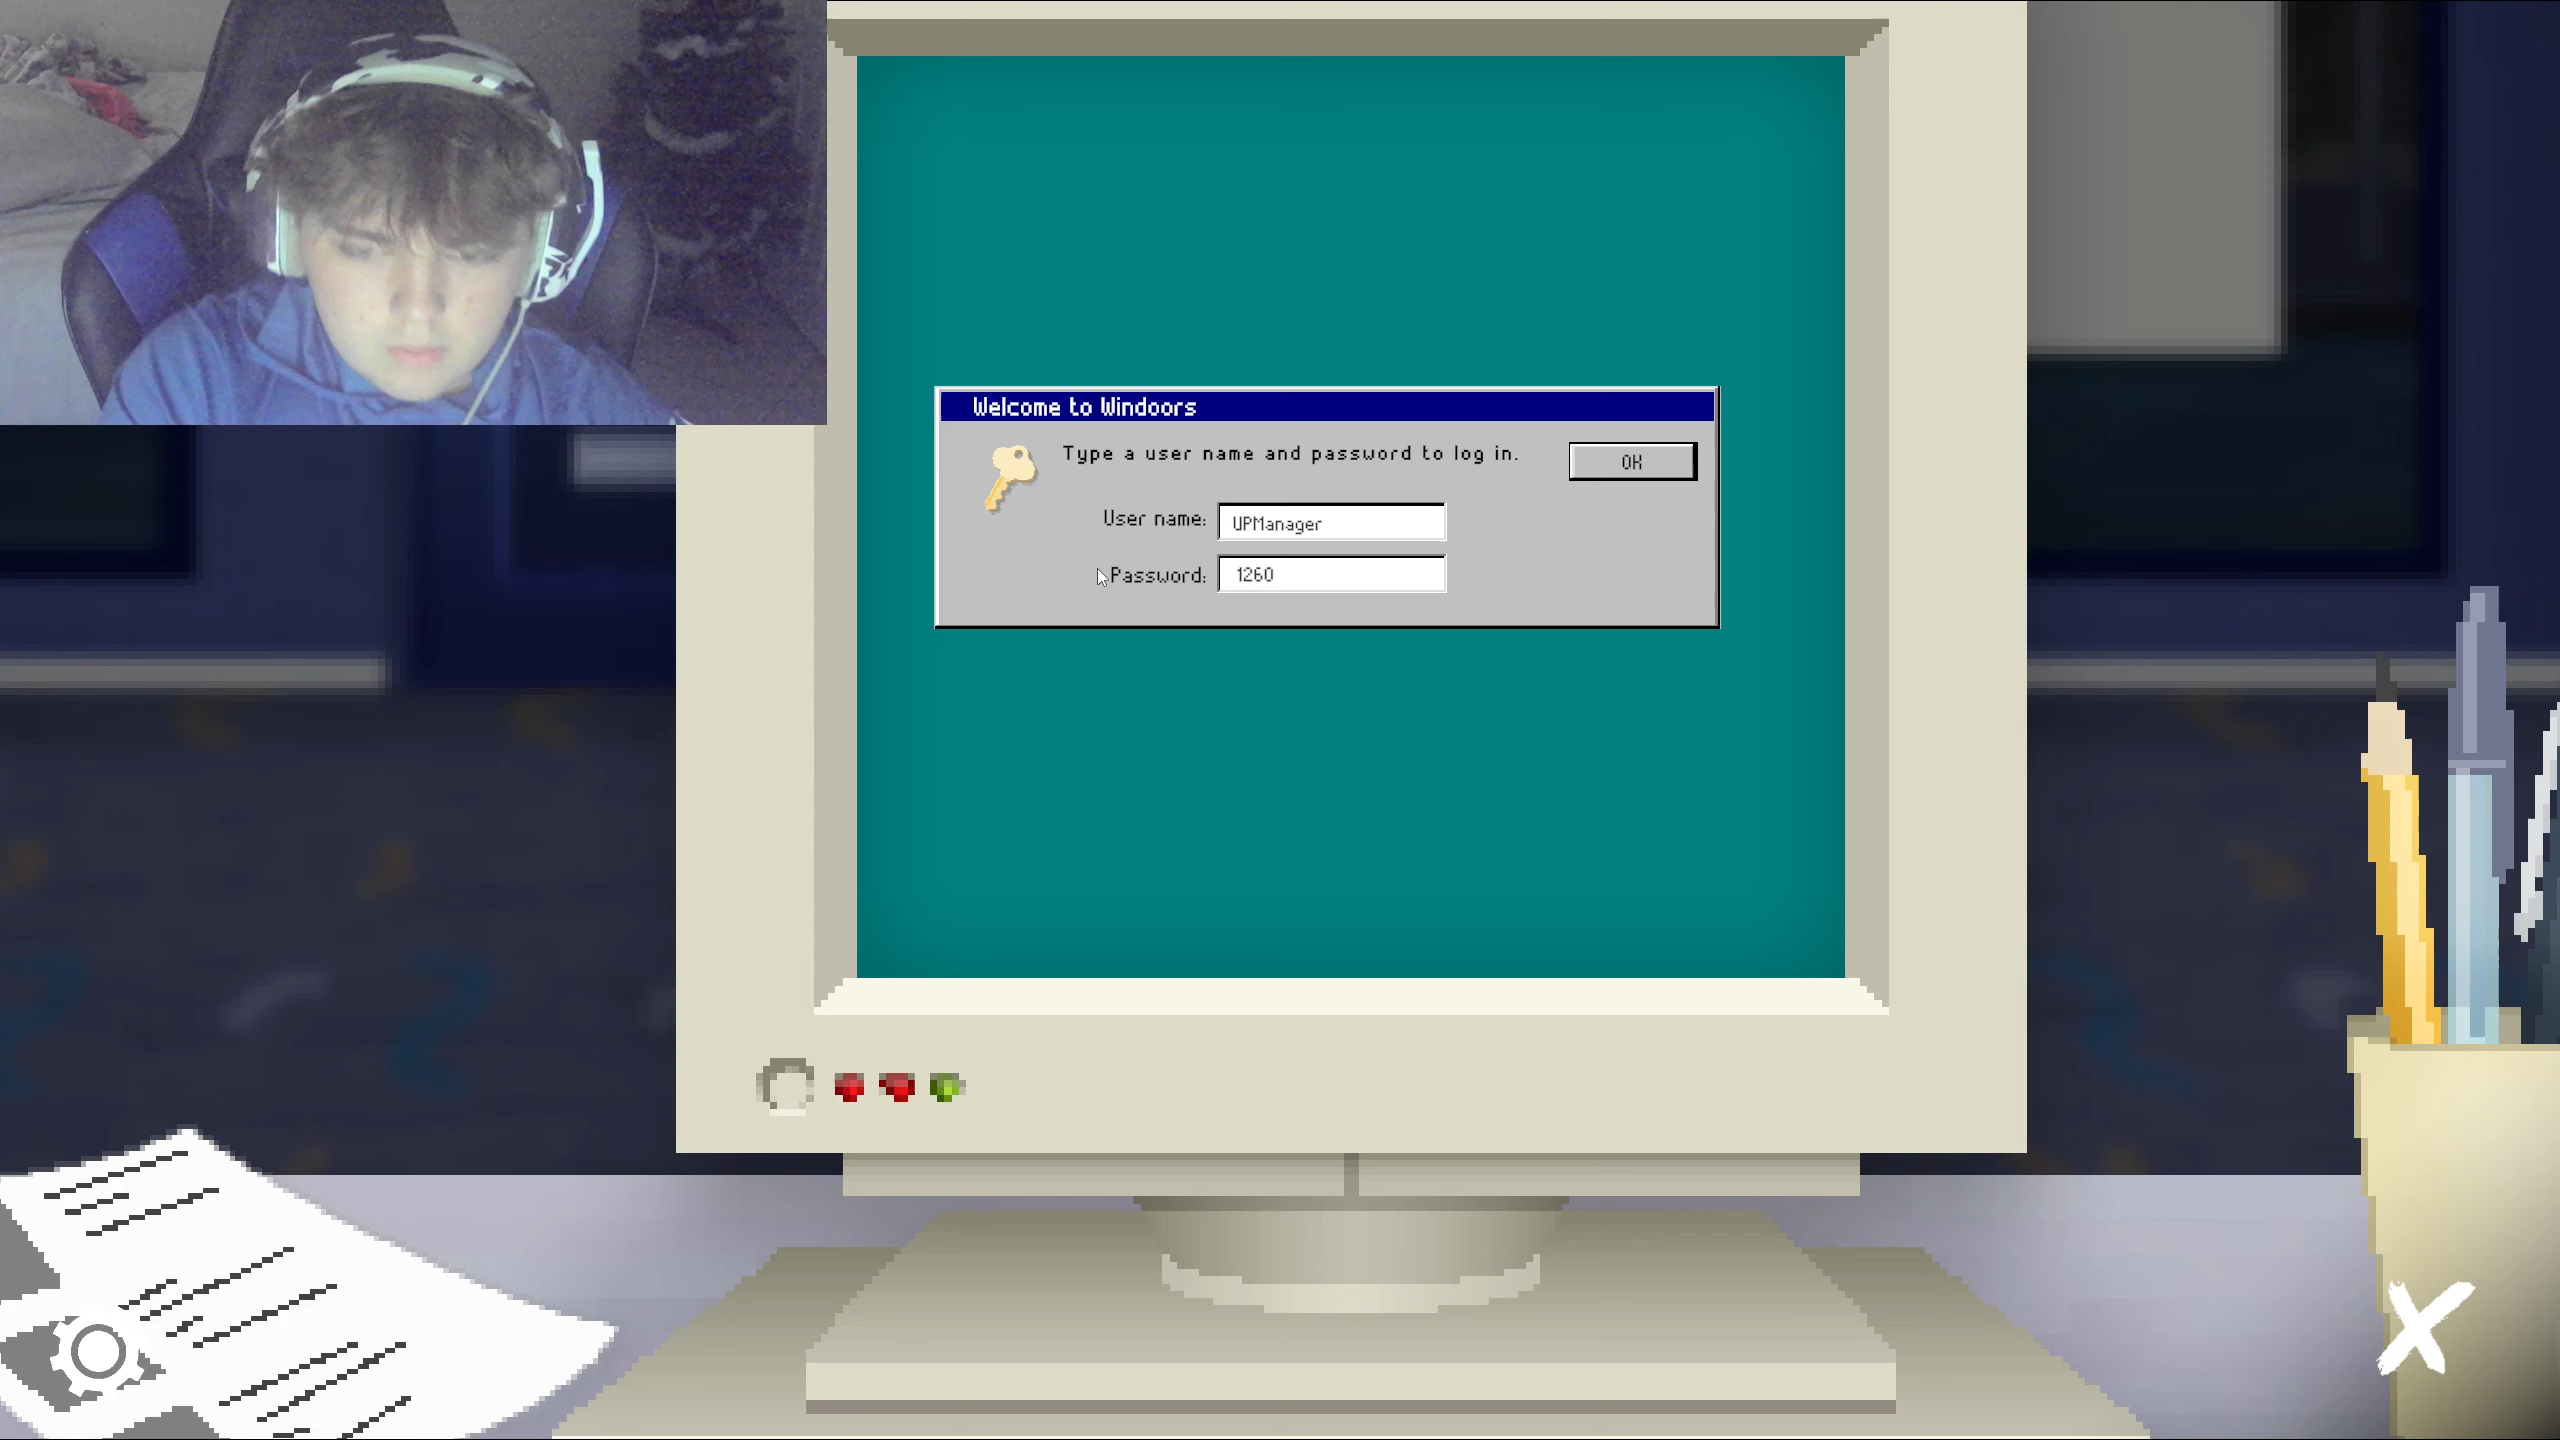 Welcome to Windoors
Type a user name and password to log in.
OK
User name: UPManager
Password: 1260